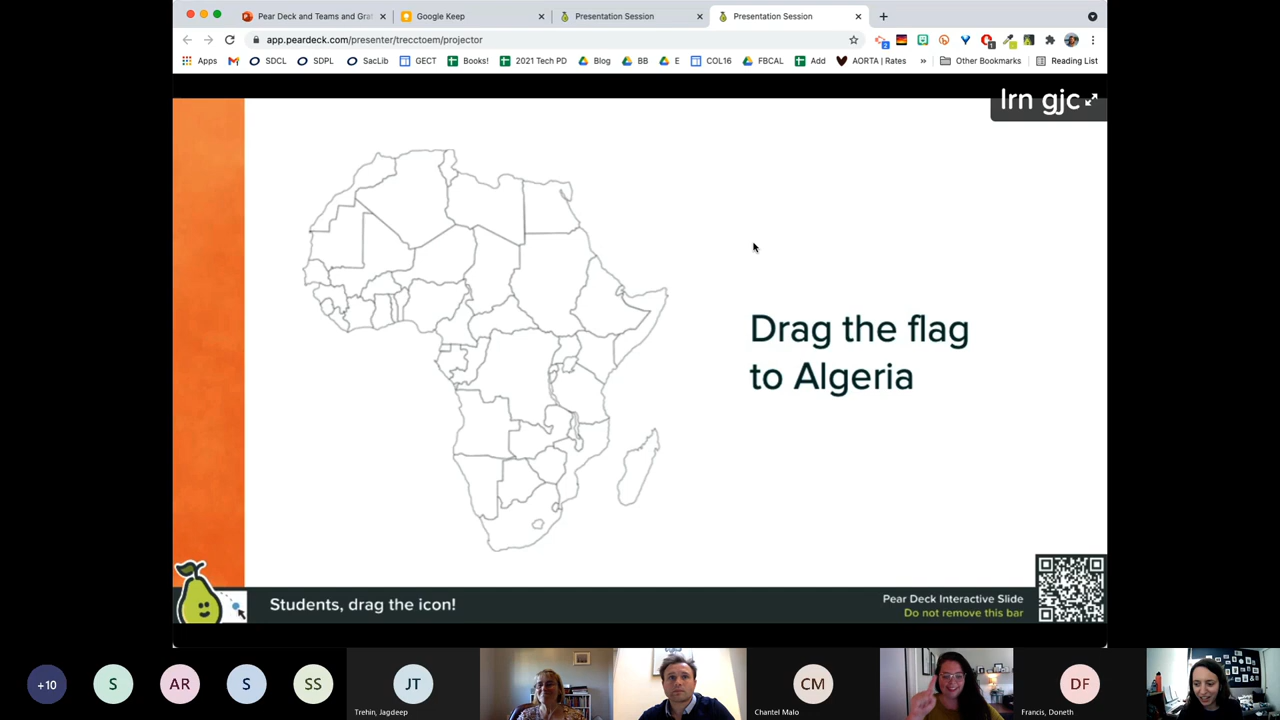 Pear Deck and Teams and Gra
Google Keep
Presentation Session
Presentation Session
app.peardeck.com/presenter/trecctoem/projector
Apps
SDCL
SDPL
SacLib
GECT
Books!
2021 Tech PD
Blog
BB
E
COL16
FBCAL
Add
AORTA | Rates
»
Other Bookmarks
Reading List
lrn gjc
Drag the flag
to Algeria
Students, drag the icon!
Pear Deck Interactive Slide
Do not remove this bar
+10
S
AR
S
SS
JT
Trehin, Jagdeep
CM
Chantel Malo
DF
Francis, Doneth